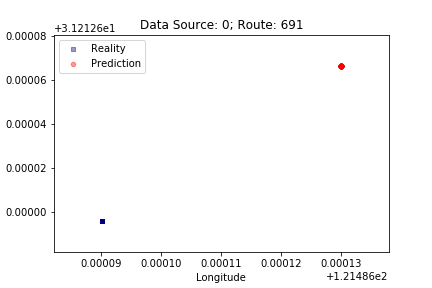 Data Source: 0; Route: 691
+3.12126e1
0.00008
0.00006
0.00004
0.00002
0.00000
Reality
Prediction
0.00009 0.00010 0.00011 0.00012 0.00013
+1.21486e2
Longitude